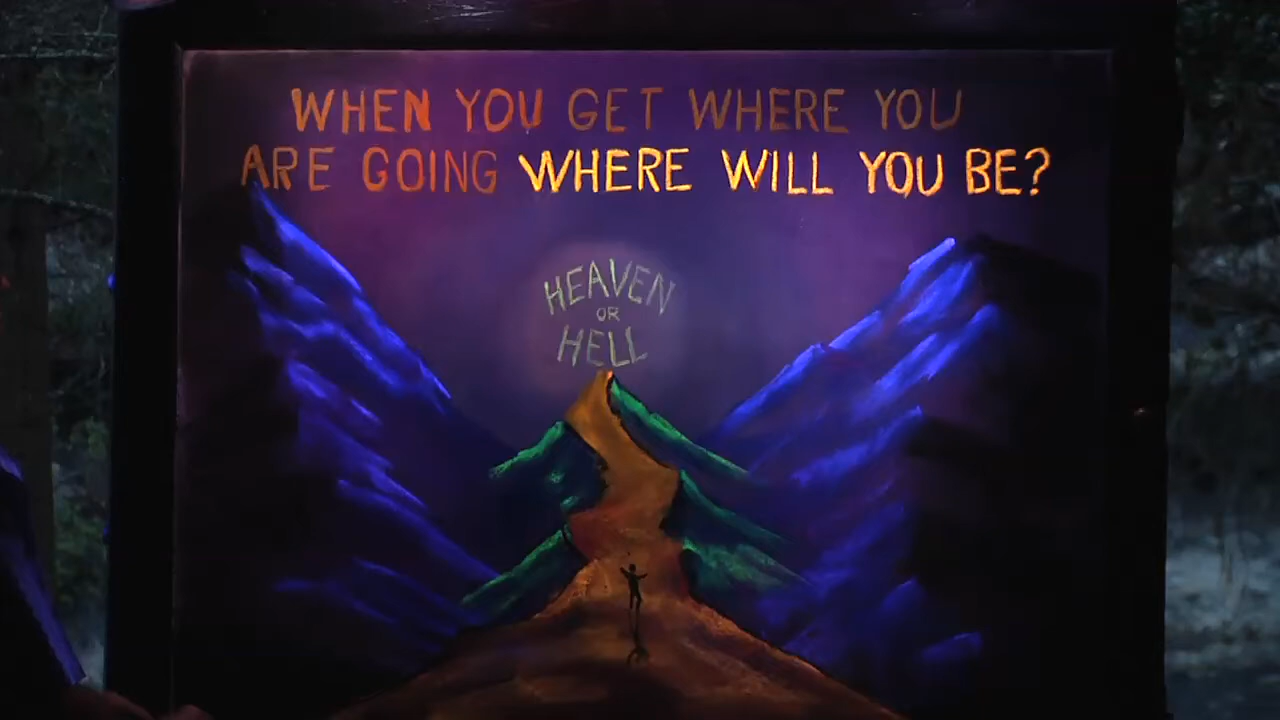 WHEN YOU GET WHERE YOU
ARE GOING WHERE WILL YOU BE?
HEAVEN
OR
HELL